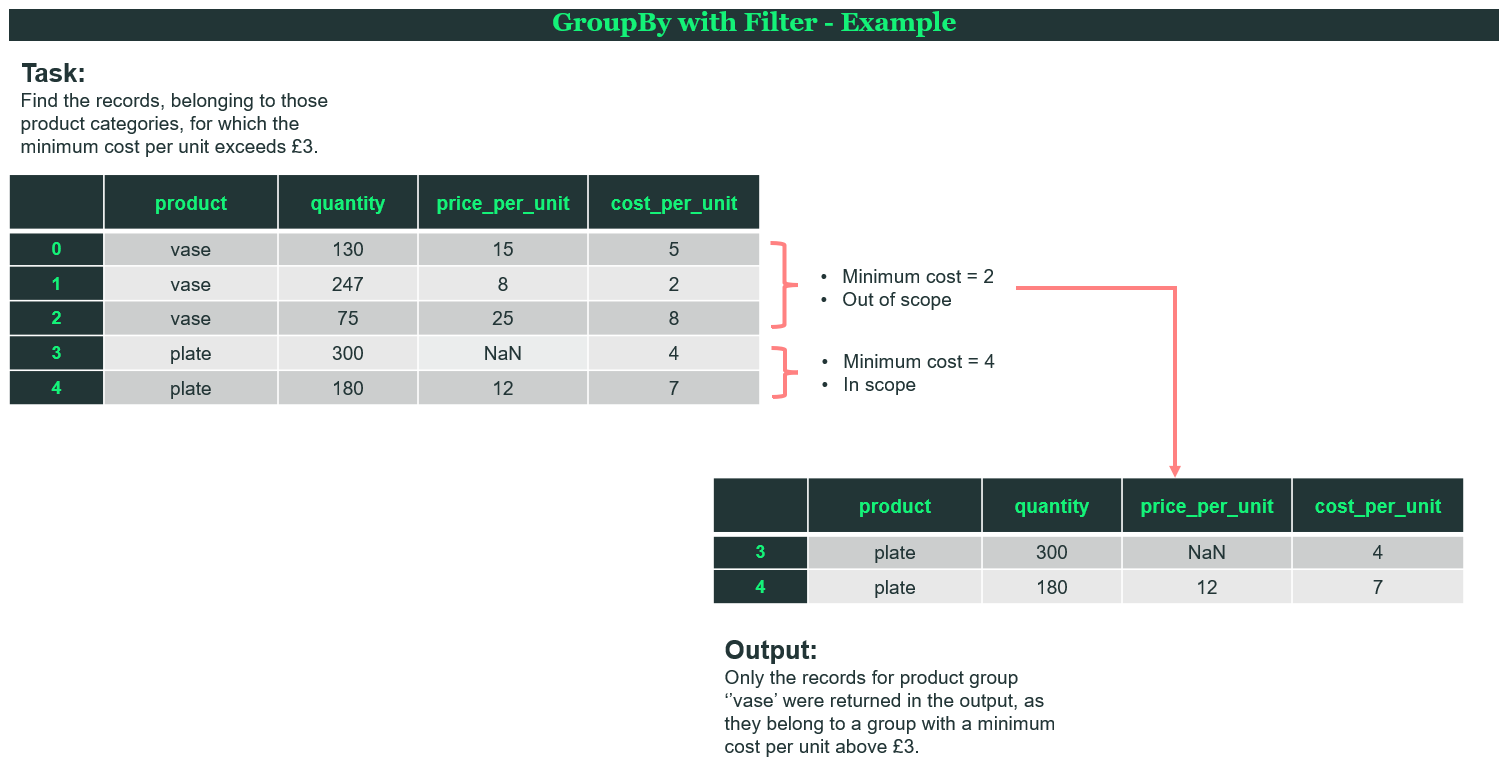 GroupBy with Filter - Example
Task:
Find the records, belonging to those
product categories, for which the
minimum cost per unit exceeds £3.
product quantity price_per_unit cost_per_unit
0 vase 130 15 5
1 vase 247 8 2
2 vase 75 25 8
3 plate 300 NaN 4
4 plate 180 12 7
• Minimum cost = 2
• Out of scope
• Minimum cost = 4
• In scope
product quantity price_per_unit cost_per_unit
3 plate 300 NaN 4
4 plate 180 12 7
Output:
Only the records for product group
‘’vase’ were returned in the output, as
they belong to a group with a minimum
cost per unit above £3.